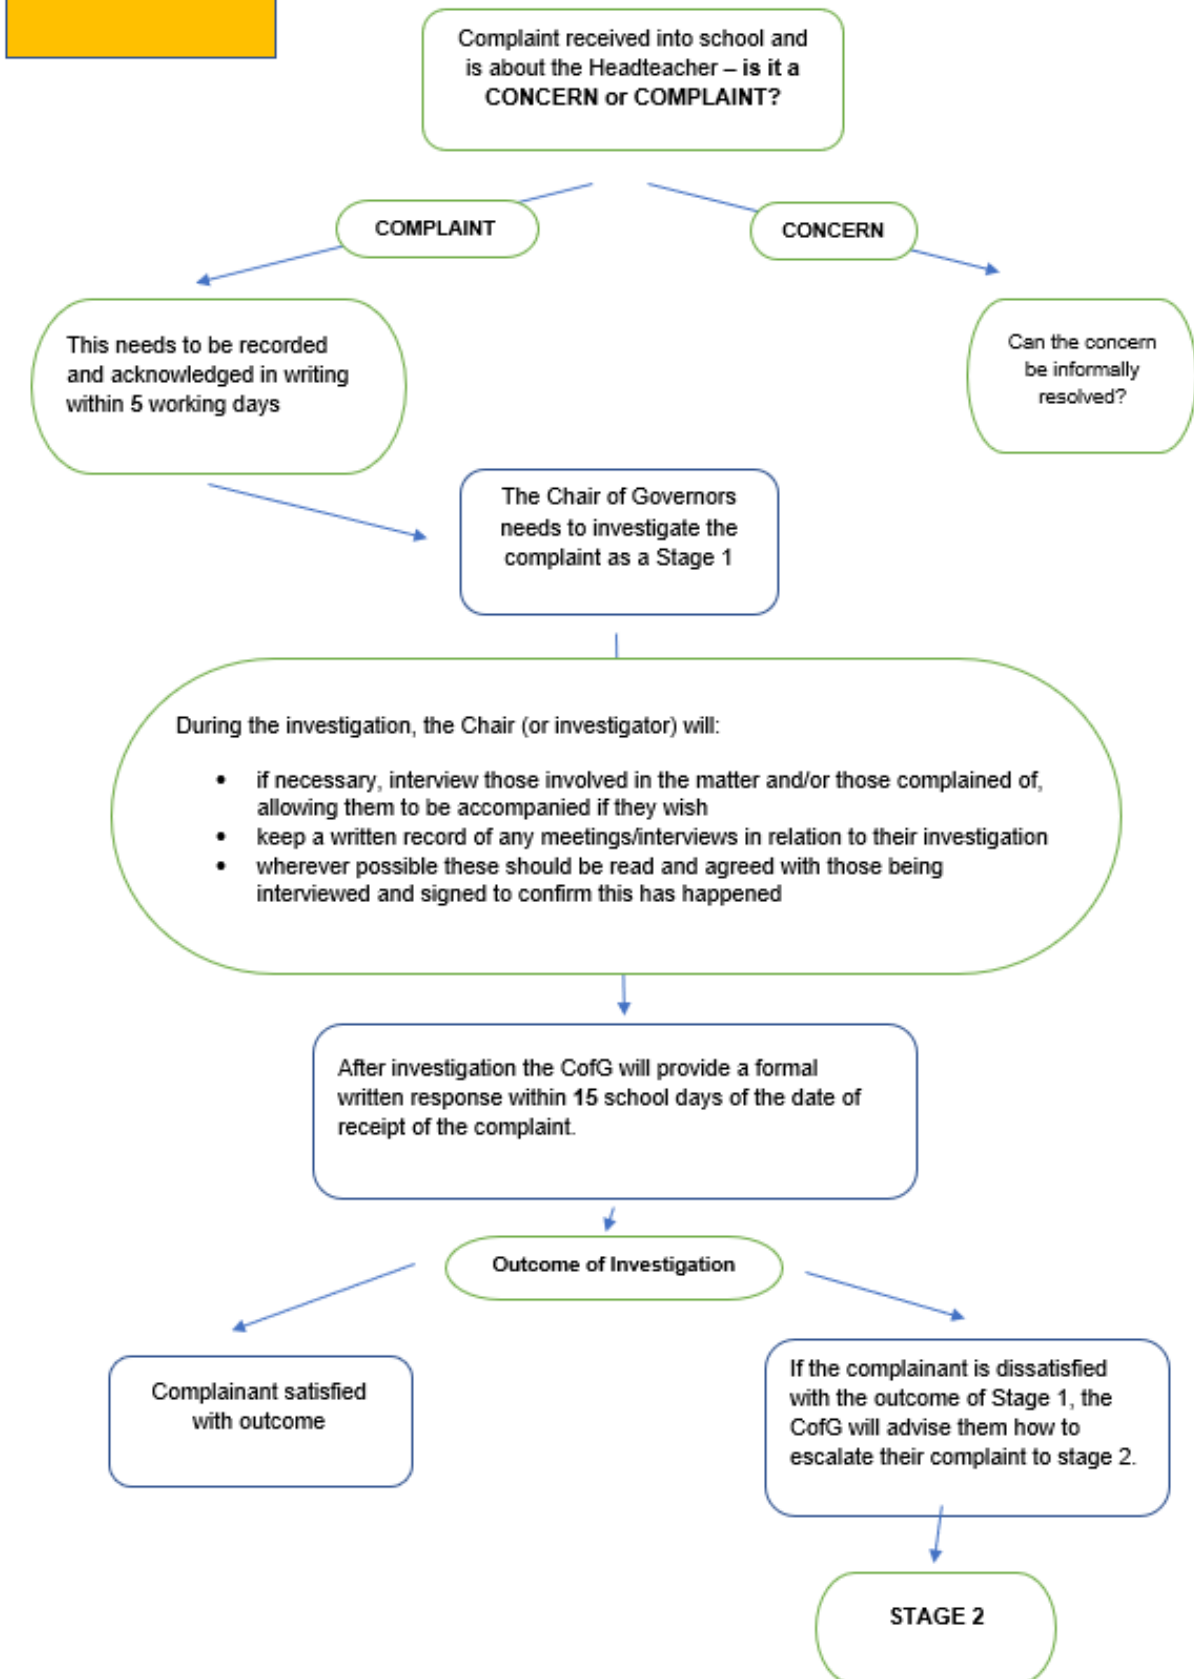 Complaint received into school and
is about the Headteacher – is it a
CONCERN or COMPLAINT?
COMPLAINT
CONCERN
This needs to be recorded
and acknowledged in writing
within 5 working days
Can the concern
be informally
resolved?
The Chair of Governors
needs to investigate the
complaint as a Stage 1
During the investigation, the Chair (or investigator) will:
• if necessary, interview those involved in the matter and/or those complained of,
allowing them to be accompanied if they wish
• keep a written record of any meetings/interviews in relation to their investigation
• wherever possible these should be read and agreed with those being
interviewed and signed to confirm this has happened
After investigation the CofG will provide a formal
written response within 15 school days of the date of
receipt of the complaint.
Outcome of Investigation
Complainant satisfied
with outcome
If the complainant is dissatisfied
with the outcome of Stage 1, the
CofG will advise them how to
escalate their complaint to stage 2.
STAGE 2